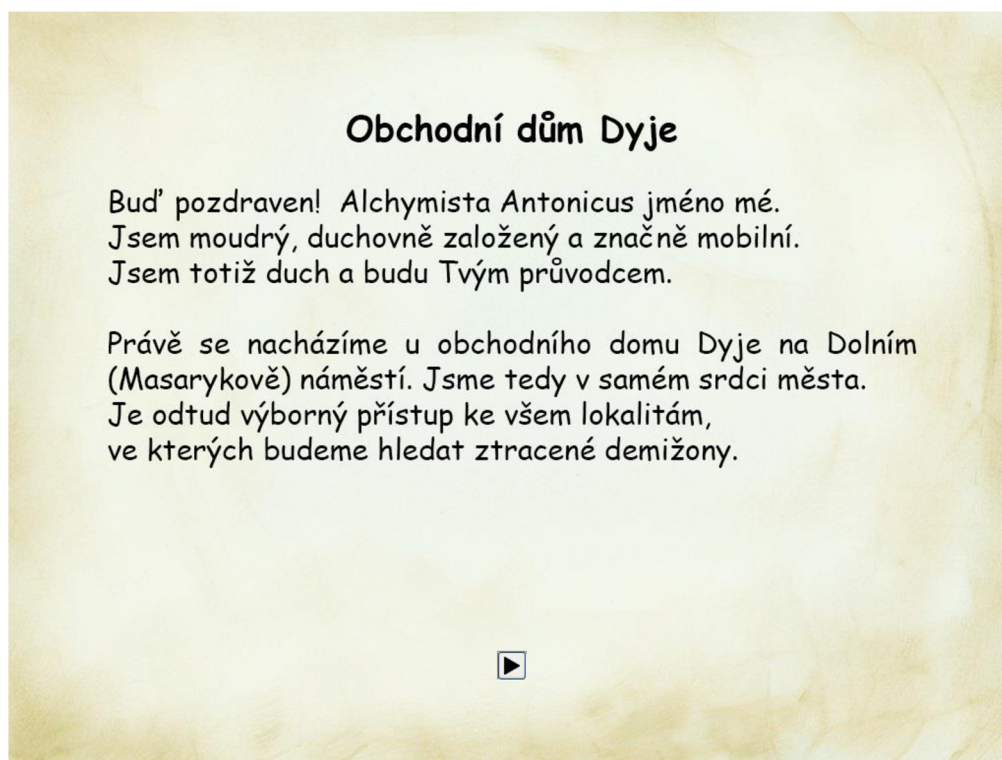 Obchodní dům Dyje
Buď pozdraven!  Alchymista Antonicus jméno mé.
Jsem moudrý, duchovně založený a značně mobilní.
Jsem totiž duch a budu Tvým průvodcem.
Právě se nacházíme u obchodního domu Dyje na Dolním
(Masarykově) náměstí. Jsme tedy v samém srdci města.
Je odtud výborný přístup ke všem lokalitám,
ve kterých budeme hledat ztracené demižony.